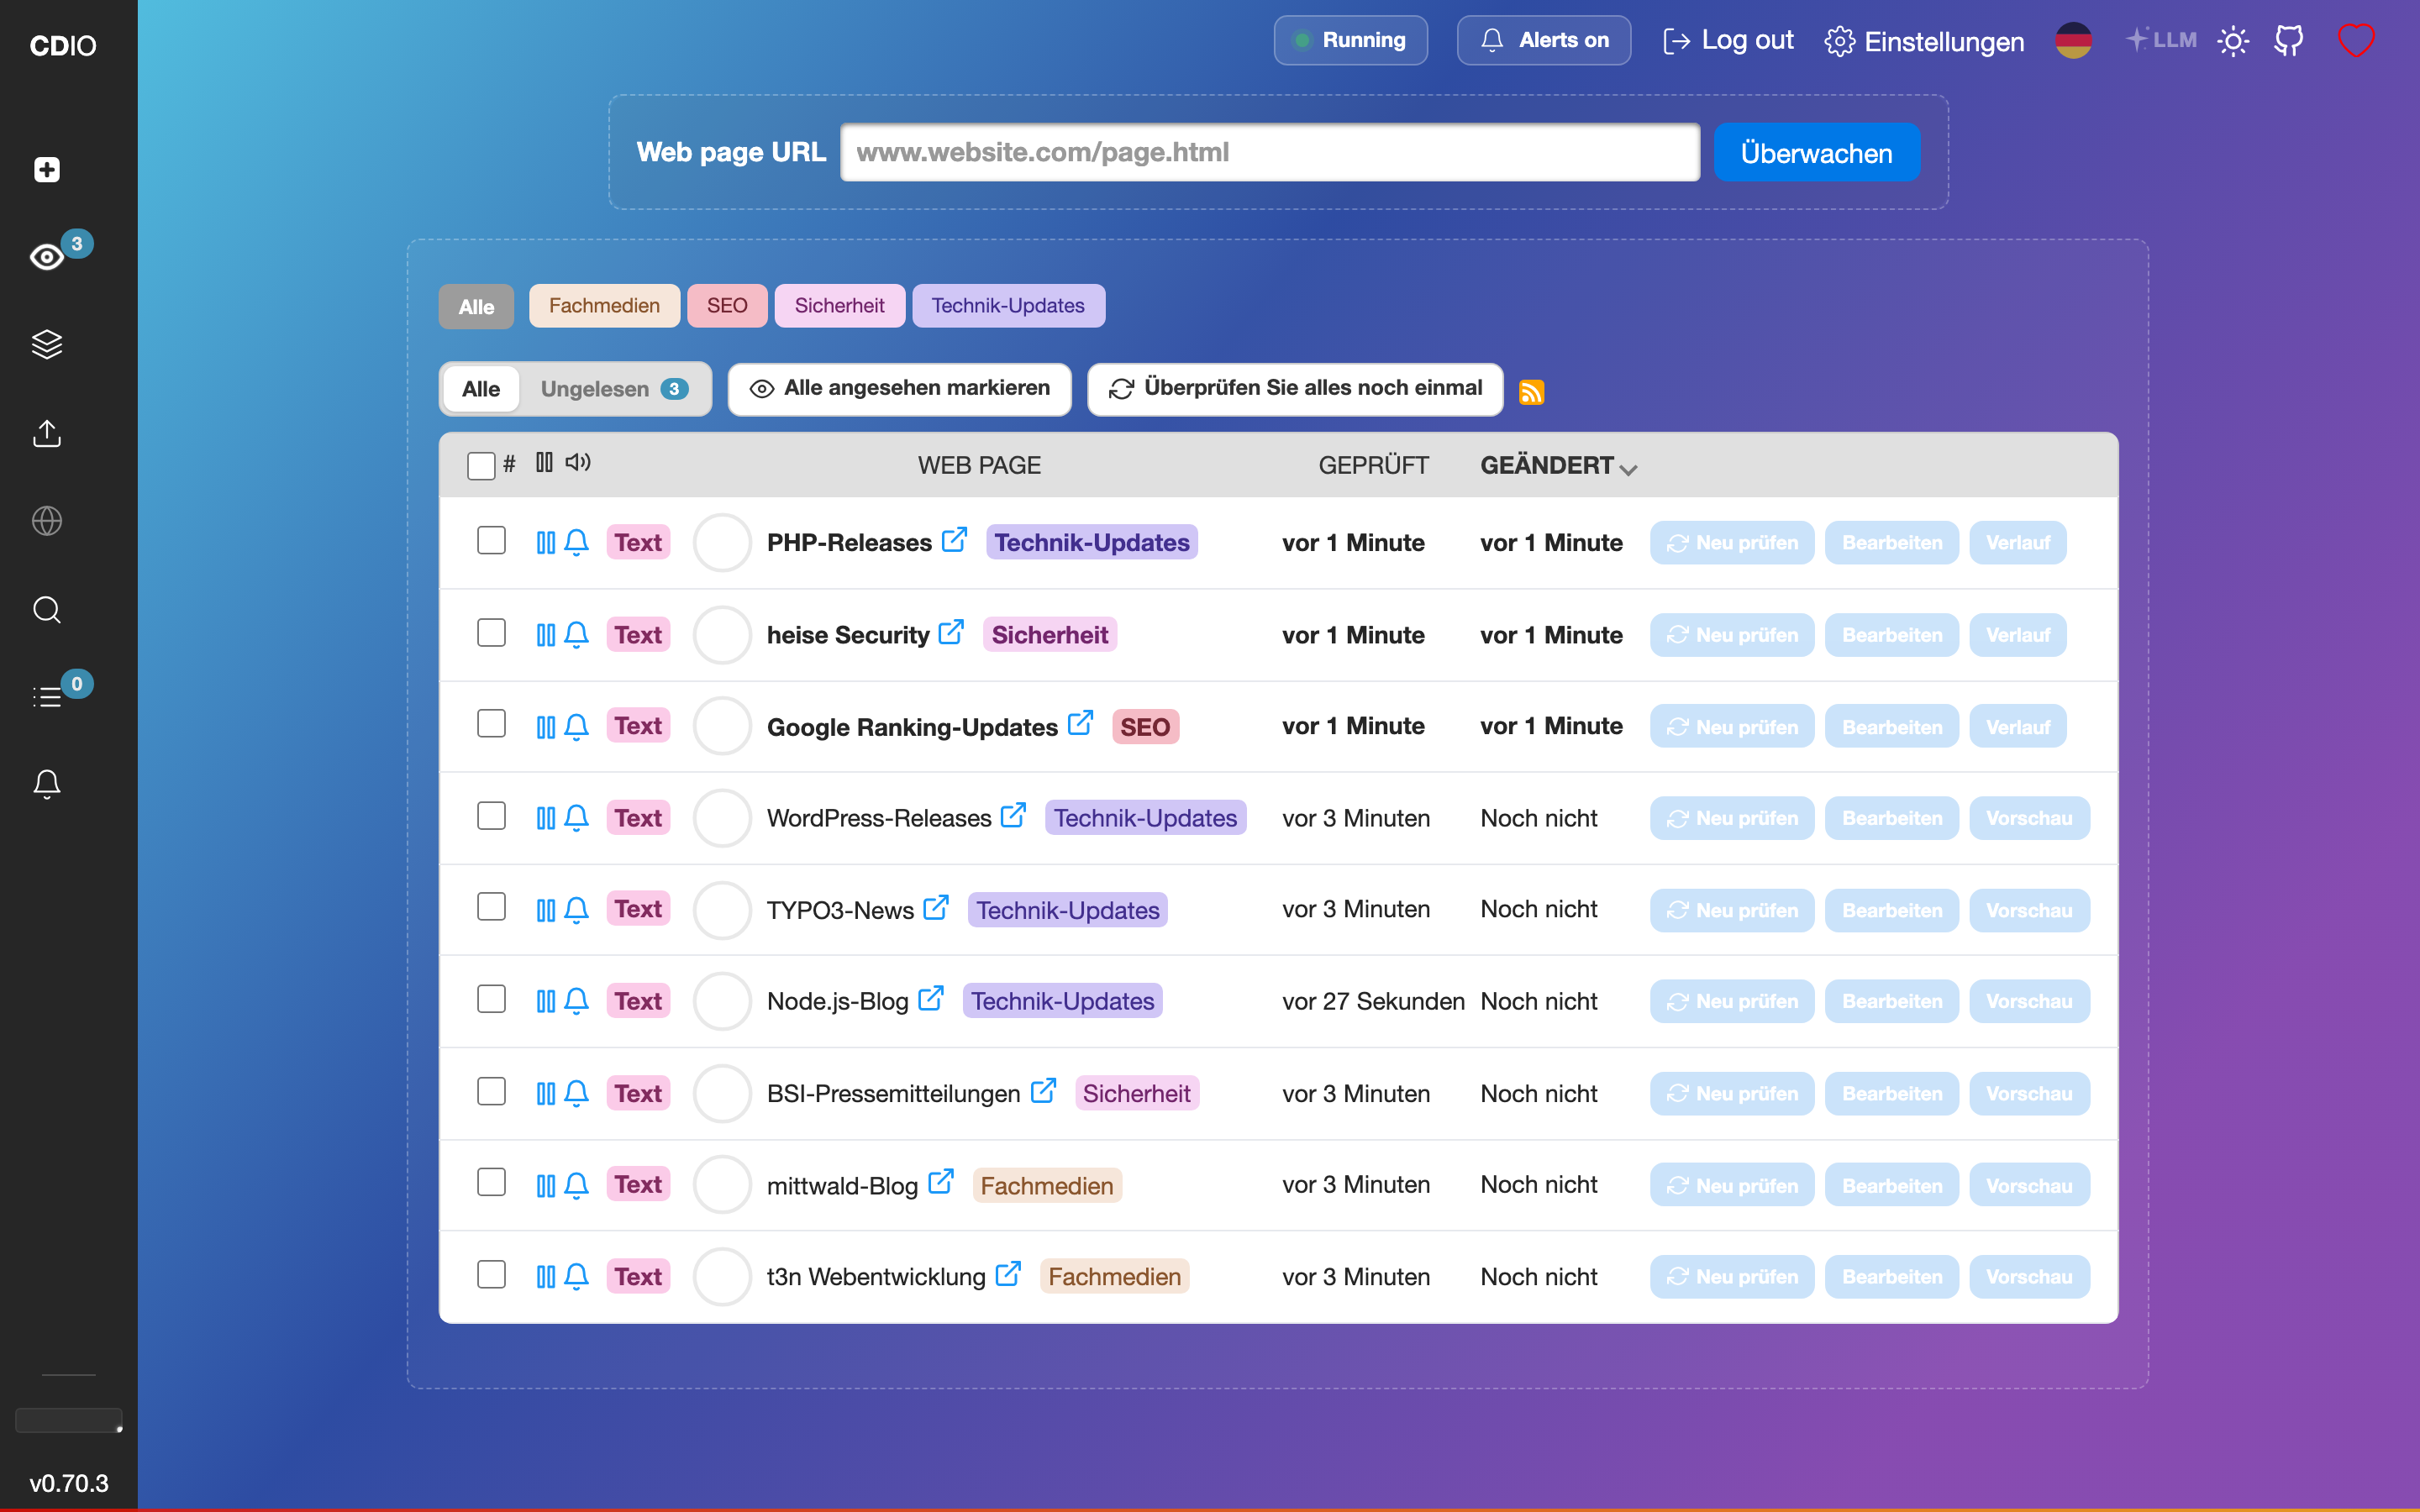 CDIO
Running
Alerts on
Log out
Einstellungen
LLM
Web page URL
www.website.com/page.html
Überwachen
3
Alle Fachmedien SEO Sicherheit Technik-Updates
Alle Ungelesen 3 Alle angesehen markieren Überprüfen Sie alles noch einmal
# WEB PAGE GEPRÜFT GEÄNDERT
Text PHP-Releases Technik-Updates vor 1 Minute vor 1 Minute Neu prüfen Bearbeiten Verlauf
Text heise Security Sicherheit vor 1 Minute vor 1 Minute Neu prüfen Bearbeiten Verlauf
0
Text Google Ranking-Updates SEO vor 1 Minute vor 1 Minute Neu prüfen Bearbeiten Verlauf
Text WordPress-Releases Technik-Updates vor 3 Minuten Noch nicht Neu prüfen Bearbeiten Vorschau
Text TYPO3-News Technik-Updates vor 3 Minuten Noch nicht Neu prüfen Bearbeiten Vorschau
Text Node.js-Blog Technik-Updates vor 27 Sekunden Noch nicht Neu prüfen Bearbeiten Vorschau
Text BSI-Pressemitteilungen Sicherheit vor 3 Minuten Noch nicht Neu prüfen Bearbeiten Vorschau
Text mittwald-Blog Fachmedien vor 3 Minuten Noch nicht Neu prüfen Bearbeiten Vorschau
Text t3n Webentwicklung Fachmedien vor 3 Minuten Noch nicht Neu prüfen Bearbeiten Vorschau
v0.70.3